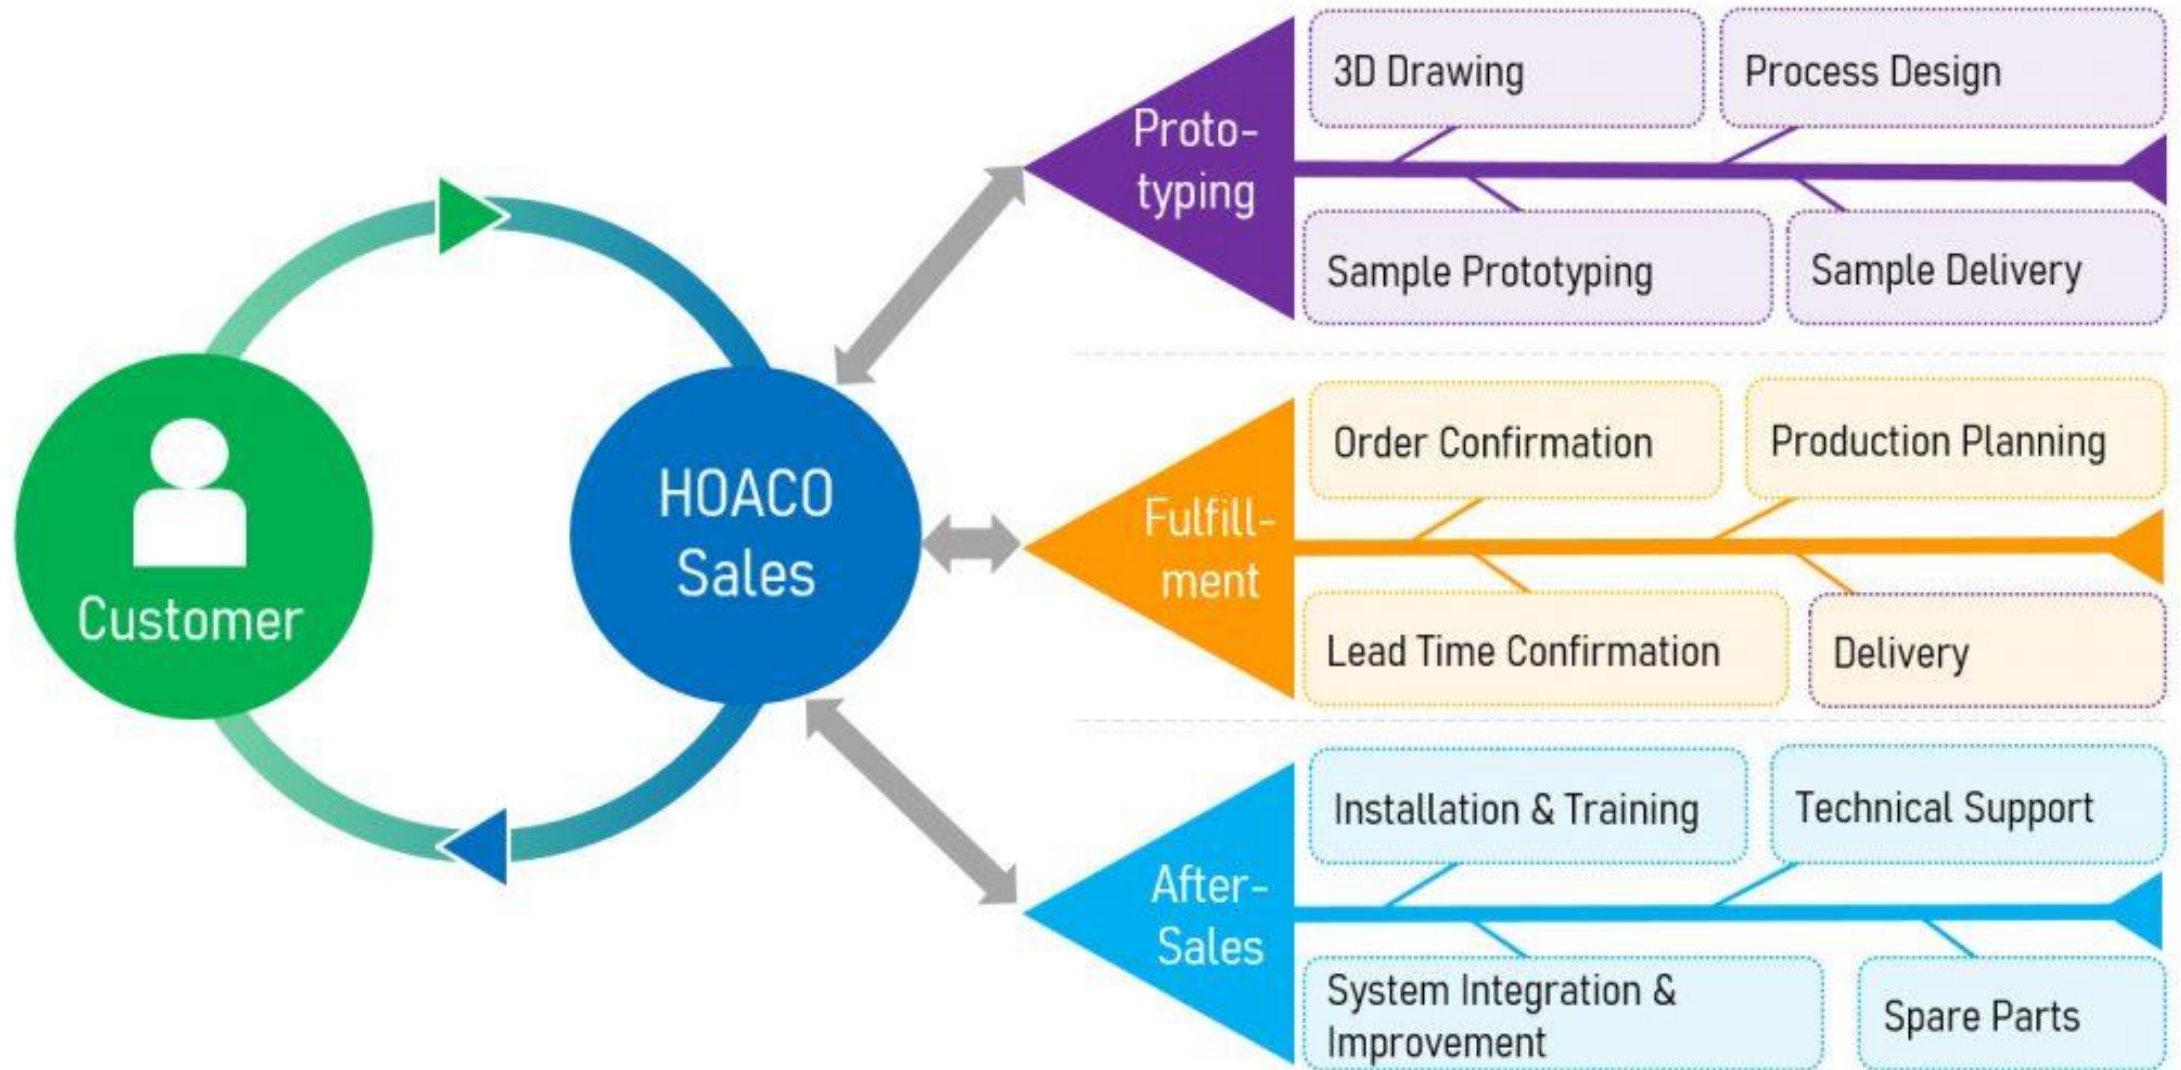 Customer
HOACO
Sales
Proto-
typing
3D Drawing
Process Design
Sample Prototyping
Sample Delivery
Fulfill-
ment
Order Confirmation
Production Planning
Lead Time Confirmation
Delivery
After-
Sales
Installation & Training
Technical Support
System Integration &
Improvement
Spare Parts